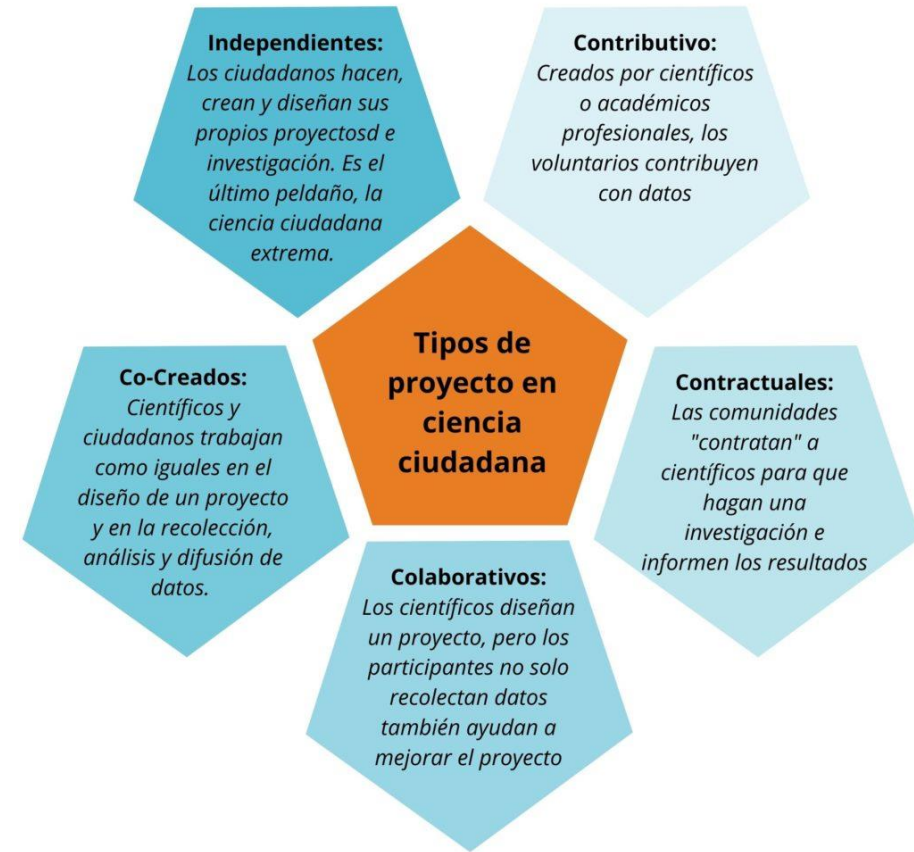 Independientes:
Los ciudadanos hacen,
crean y diseñan sus
propios proyectosd e
investigación. Es el
último peldaño, la
ciencia ciudadana
extrema.
Contributivo:
Creados por científicos
o académicos
profesionales, los
voluntarios contribuyen
con datos
Tipos de
proyecto en
ciencia
ciudadana
Co-Creados:
Científicos y
ciudadanos trabajan
como iguales en el
diseño de un proyecto
y en la recolección,
análisis y difusión de
datos.
Contractuales:
Las comunidades
"contratan" a
científicos para que
hagan una
investigación e
informen los resultados
Colaborativos:
Los científicos diseñan
un proyecto, pero los
participantes no solo
recolectan datos
también ayudan a
mejorar el proyecto